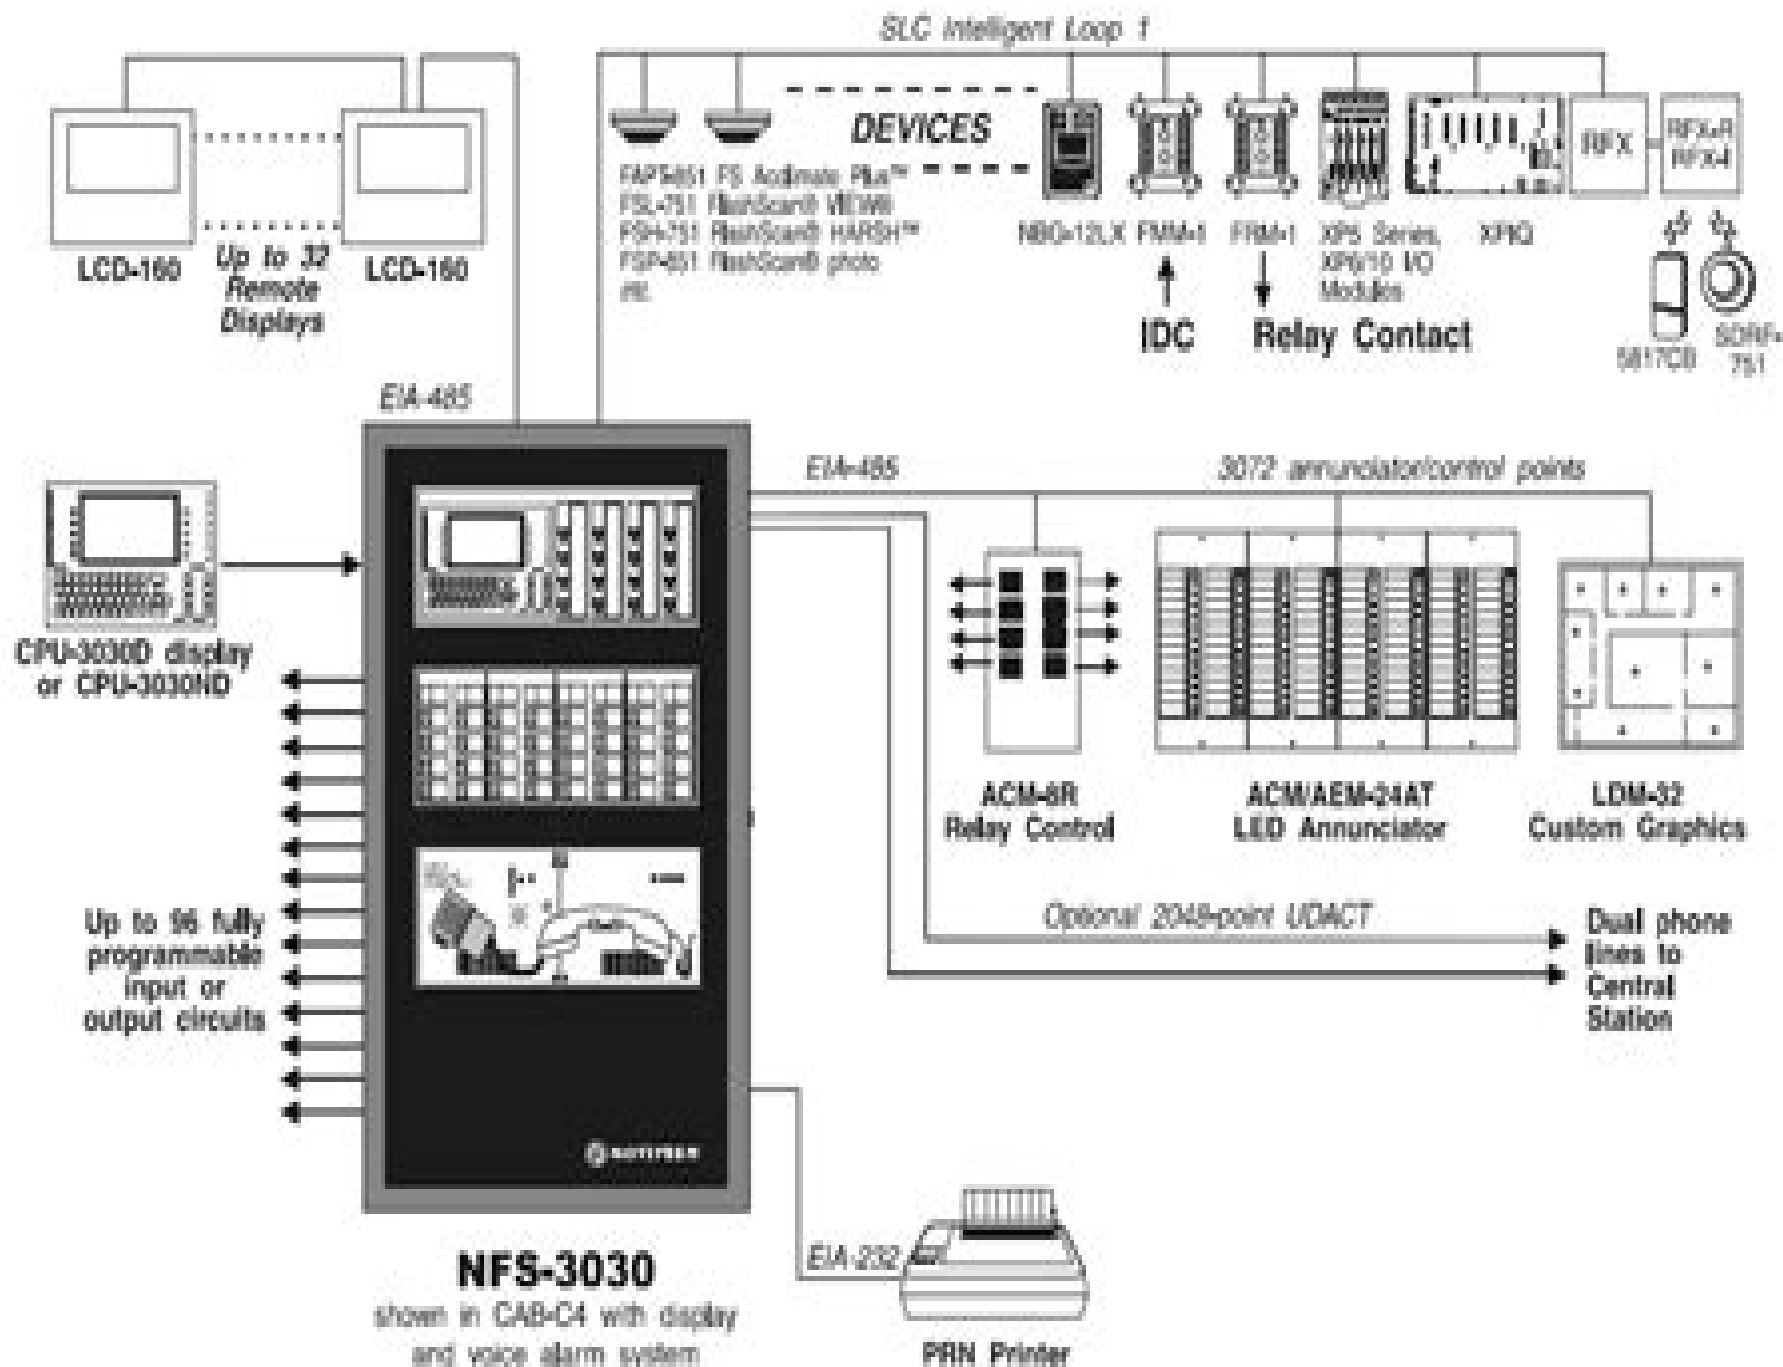 SLC Intelligent Loop 1
DEVICES
FAPT-851 FS Acclimate Plus™
FSL-751 FlashScan® VIEW®
FSH-751 FlashScan® HARSH™
FSP-851 FlashScan® photo
etc.
NBG-12LX
FMM-1
FRM-1
XP5 Series,
XP6/10 I/O
Modules
XPIQ
RFX
IDC
Relay Contact
5817CB
SDRF-
751
LCD-160
Up to 32
Remote
Displays
LCD-160
EIA-485
EIA-485
3072 annunciator/control points
CPU-3030D display
or CPU-3030ND
ACM-8R
Relay Control
ACM/AEM-24AT
LED Annunciator
LDM-32
Custom Graphics
Up to 96 fully
programmable
input or
output circuits
Optional 2048-point UDACT
Dual phone
lines to
Central
Station
NOTIFIER
EIA-232
NFS-3030
shown in CAB-C4 with display
and voice alarm system
PRN Printer